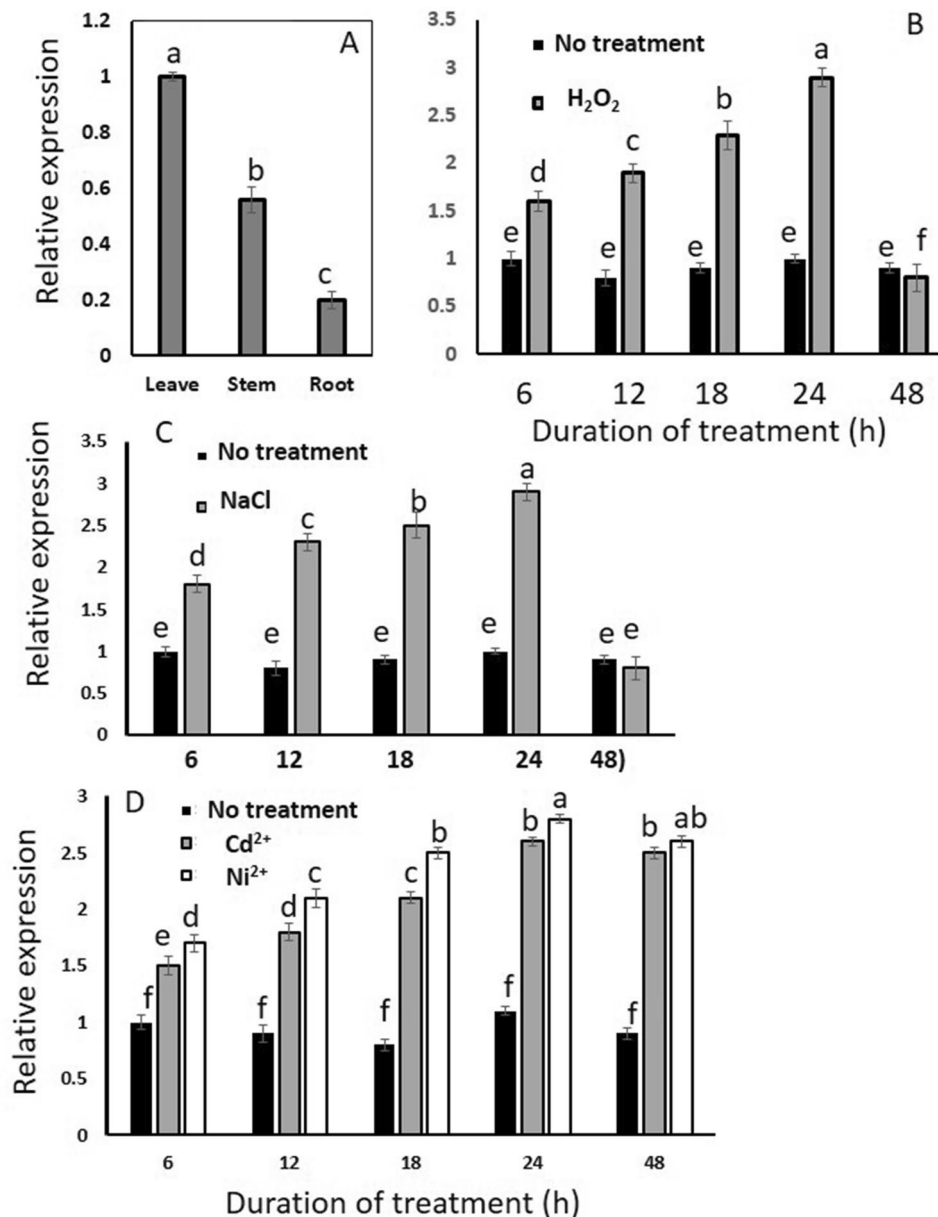 A
Relative expression
1.2
1
0.8
0.6
0.4
0.2
0
a
b
c
Leave Stem Root
B
3.5
3
2.5
2
1.5
1
0.5
0
No treatment
H₂O₂
e d e c e b e a e f
6 12 18 24 48
Duration of treatment (h)
C
Relative expression
3.5
3
2.5
2
1.5
1
0.5
0
No treatment
NaCl
e d e c e b e a e e
6 12 18 24 48)
D
Relative expression
3
2.5
2
1.5
1
0.5
0
No treatment
Cd²⁺
Ni²⁺
f e d f d c f c b f b a f b ab
6 12 18 24 48
Duration of treatment (h)